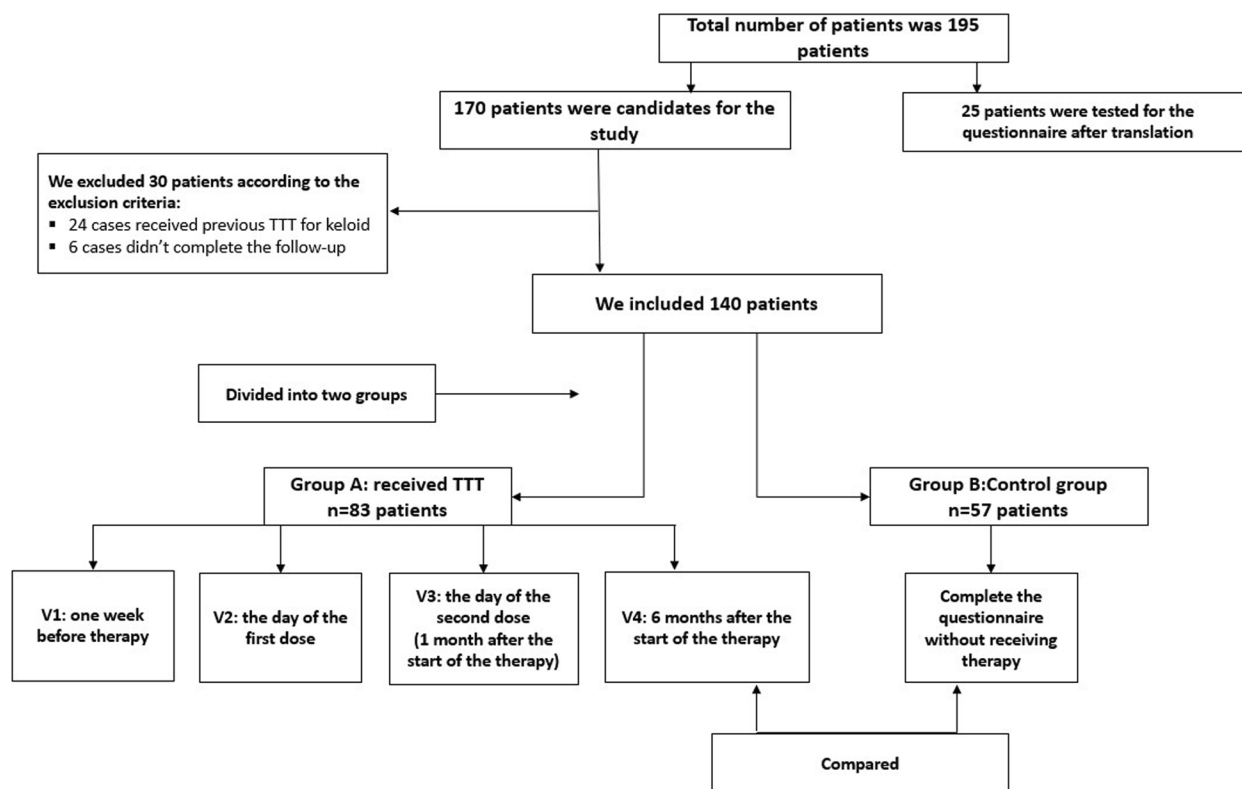 Total number of patients was 195
patients
170 patients were candidates for the
study
25 patients were tested for the
questionnaire after translation
We excluded 30 patients according to the
exclusion criteria:
▪ 24 cases received previous TTT for keloid
▪ 6 cases didn’t complete the follow-up
We included 140 patients
Divided into two groups
Group A: received TTT
n=83 patients
Group B:Control group
n=57 patients
V1: one week
before therapy
V2: the day of the
first dose
V3: the day of the
second dose
(1 month after the
start of the therapy)
V4: 6 months after the
start of the therapy
Complete the
questionnaire
without receiving
therapy
Compared